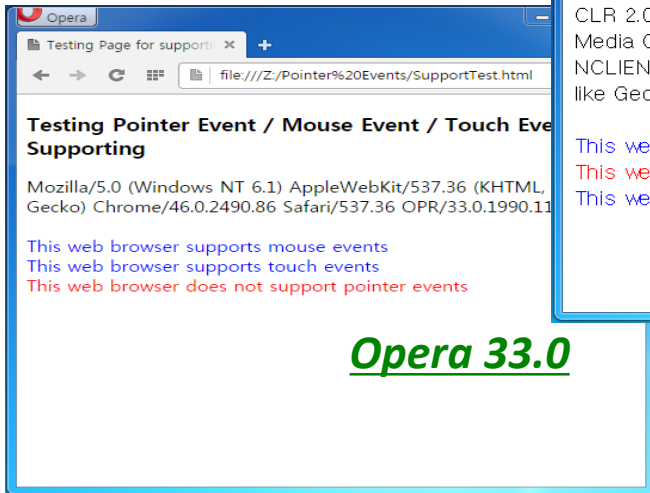 Opera
Testing Page for supporti
file:///Z:/Pointer%20Events/SupportTest.html
Testing Pointer Event / Mouse Event / Touch Eve
Supporting
Mozilla/5.0 (Windows NT 6.1) AppleWebKit/537.36 (KHTML,
Gecko) Chrome/46.0.2490.86 Safari/537.36 OPR/33.0.1990.11
This web browser supports mouse events
This web browser supports touch events
This web browser does not support pointer events
Opera 33.0
CLR 2.0
Media C
NCLIEN
like Gec
This we
This we
This we